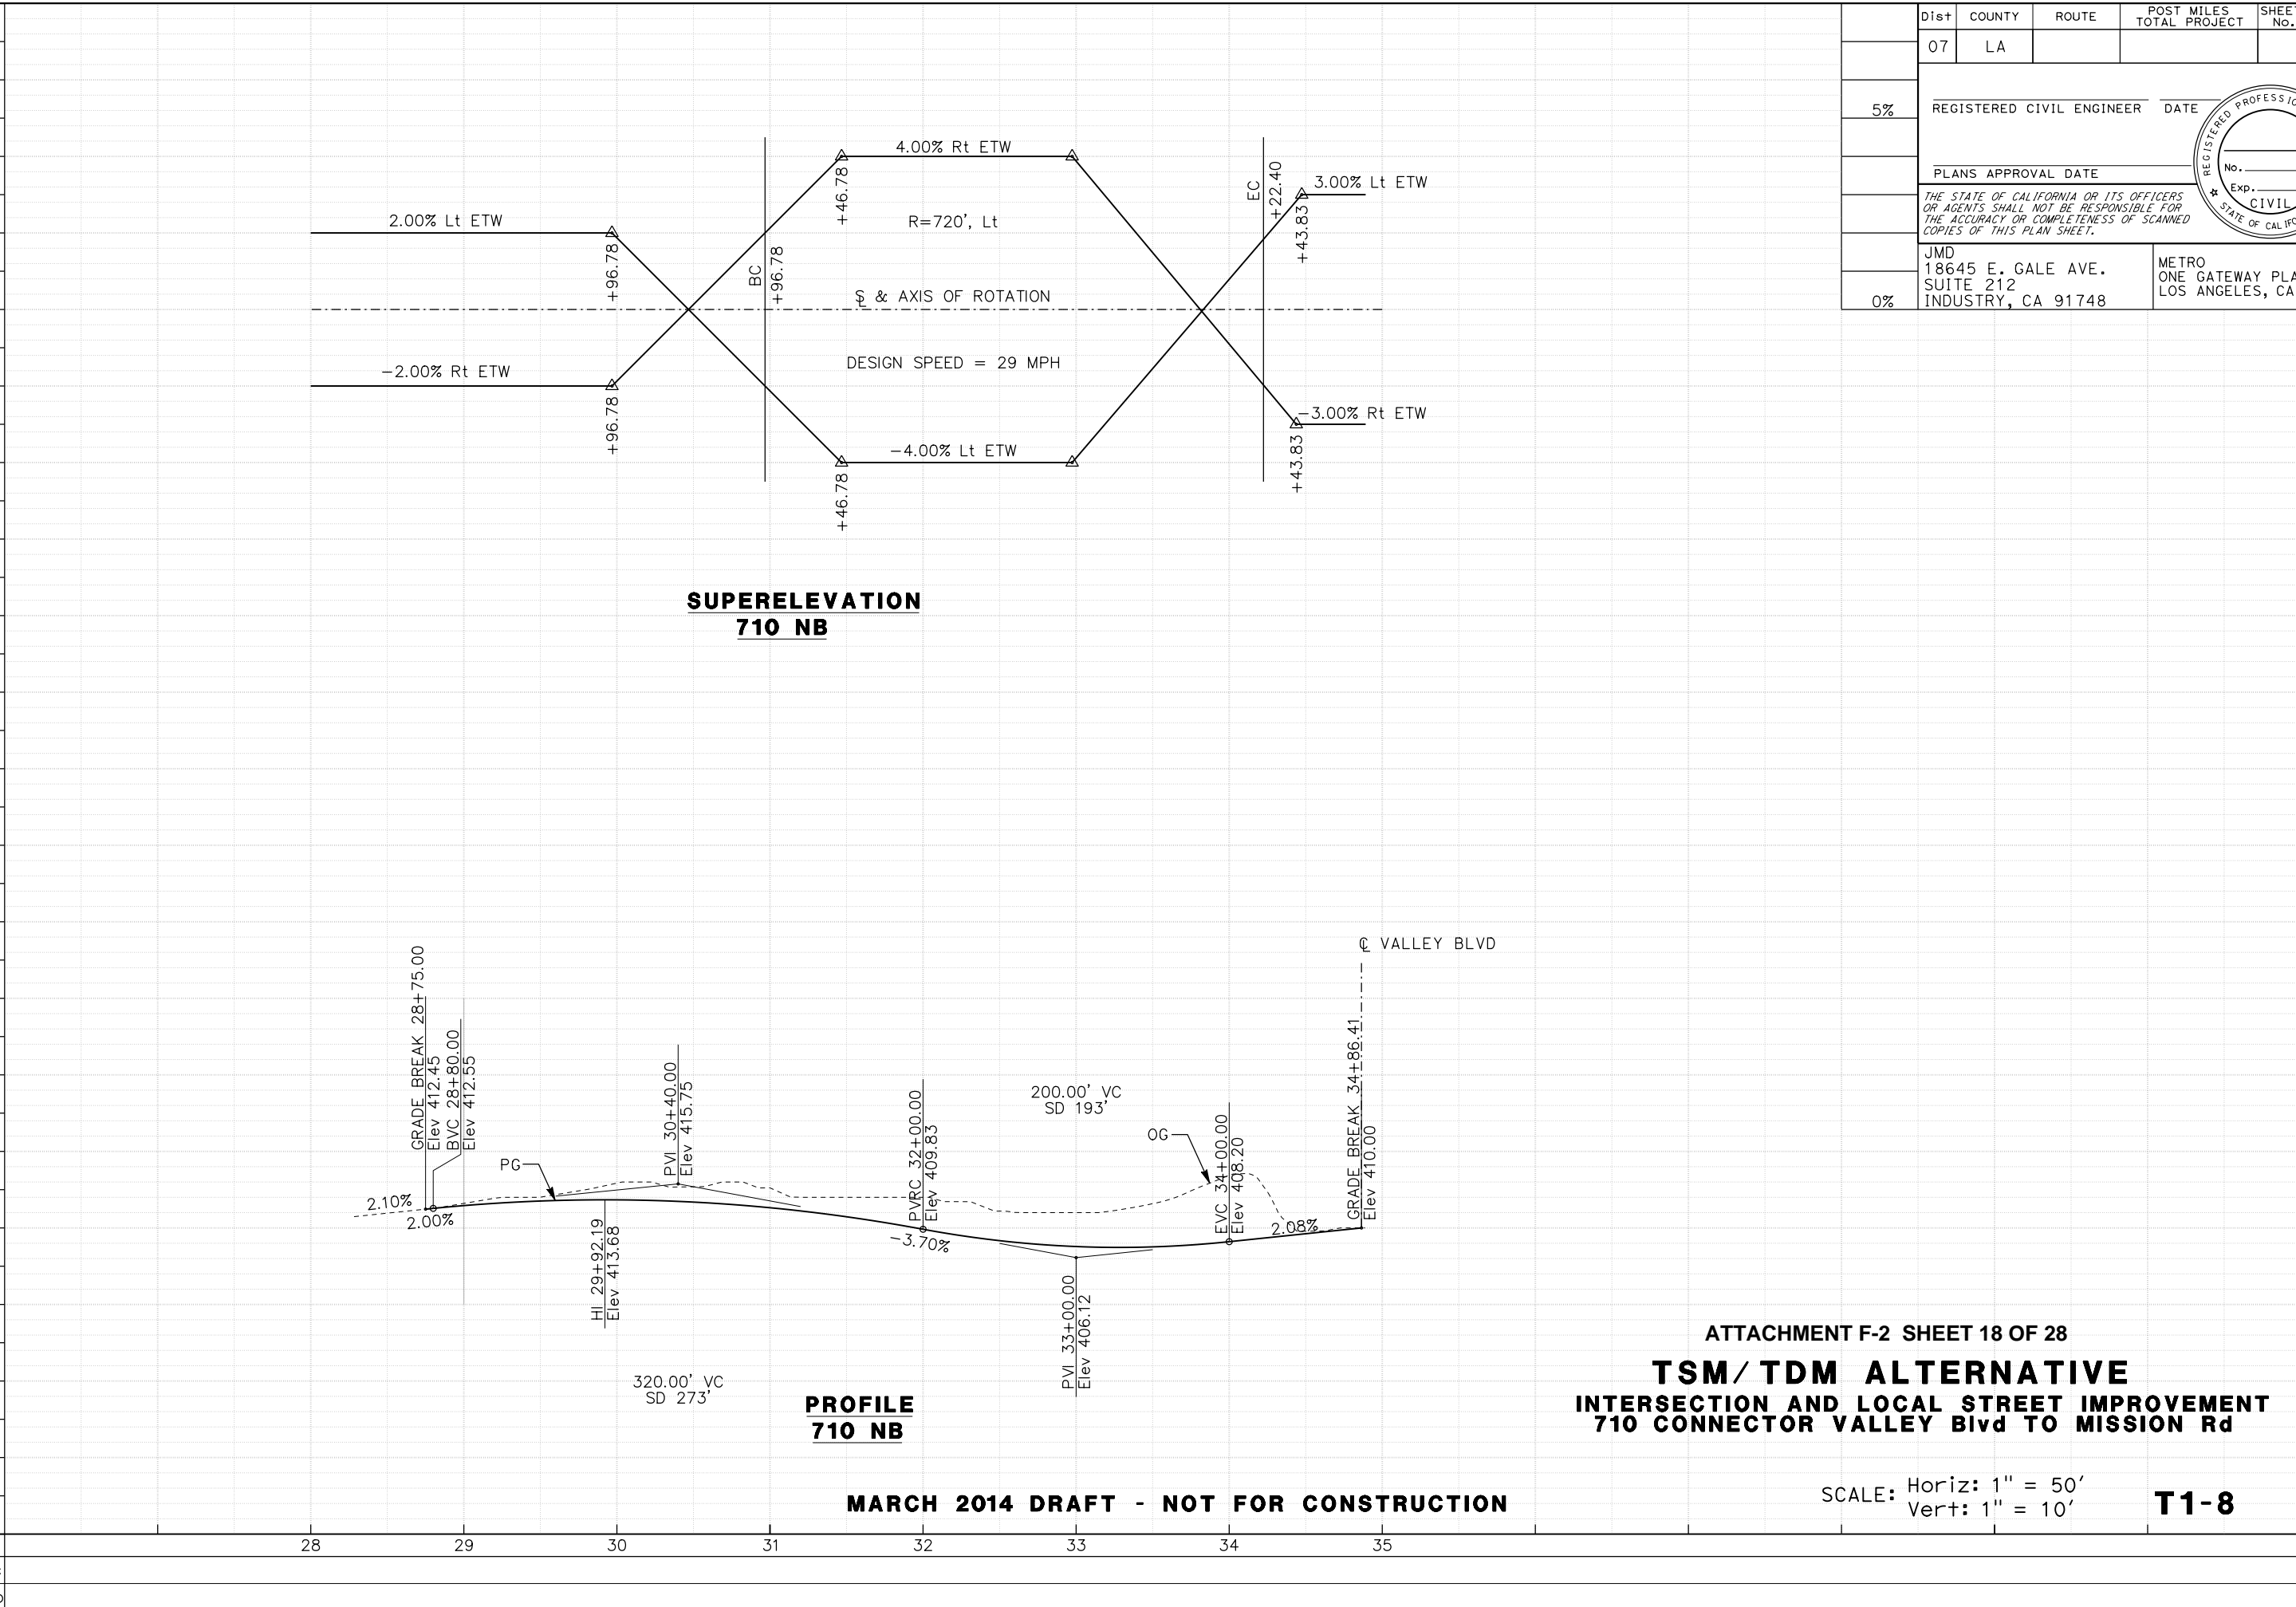 Dist
COUNTY
ROUTE
POST MILES
TOTAL PROJECT
No.
07
LA
5%
REGISTERED CIVIL ENGINEER
DATE
PLANS APPROVAL DATE
THE STATE OF CALIFORNIA OR ITS OFFICERS
OR AGENTS SHALL NOT BE RESPONSIBLE FOR
THE ACCURACY OR COMPLETENESS OF SCANNED
COPIES OF THIS PLAN SHEET.
REGISTERED
No.
Exp.
CIVIL
STATE OF
JMD
18645 E. GALE AVE.
SUITE 212
INDUSTRY, CA 91748
METRO
ONE GATEWAY
LOS ANGELES, CA
0%
4.00% Rt ETW
+46.78
R=720', Lt
EC
+22.40
3.00% Lt ETW
+43.83
2.00% Lt ETW
+96.78
BC
+96.78
℄ & AXIS OF ROTATION
DESIGN SPEED = 29 MPH
-2.00% Rt ETW
+96.78
-4.00% Lt ETW
+46.78
-3.00% Rt ETW
+43.83
SUPERELEVATION
710 NB
℄ VALLEY BLVD
GRADE BREAK 28+75.00
Elev 412.45
BVC 28+80.00
Elev 412.55
PVI 30+40.00
Elev 415.75
PVRC 32+00.00
Elev 409.83
200.00' VC
SD 193'
OG
EVC 34+00.00
Elev 408.20
GRADE BREAK 34+86.41
Elev 410.00
PG
2.10%
2.00%
-3.70%
2.08%
HI 29+92.19
Elev 413.68
PVI 33+00.00
Elev 406.12
320.00' VC
SD 273'
PROFILE
710 NB
ATTACHMENT F-2 SHEET 18 OF 28
TSM/TDM ALTERNATIVE
INTERSECTION AND LOCAL STREET IMPROVEMENT
710 CONNECTOR VALLEY Blvd TO MISSION Rd
SCALE: Horiz: 1" = 50'
Vert: 1" = 10'
T1-8
MARCH 2014 DRAFT - NOT FOR CONSTRUCTION
28 29 30 31 32 33 34 35